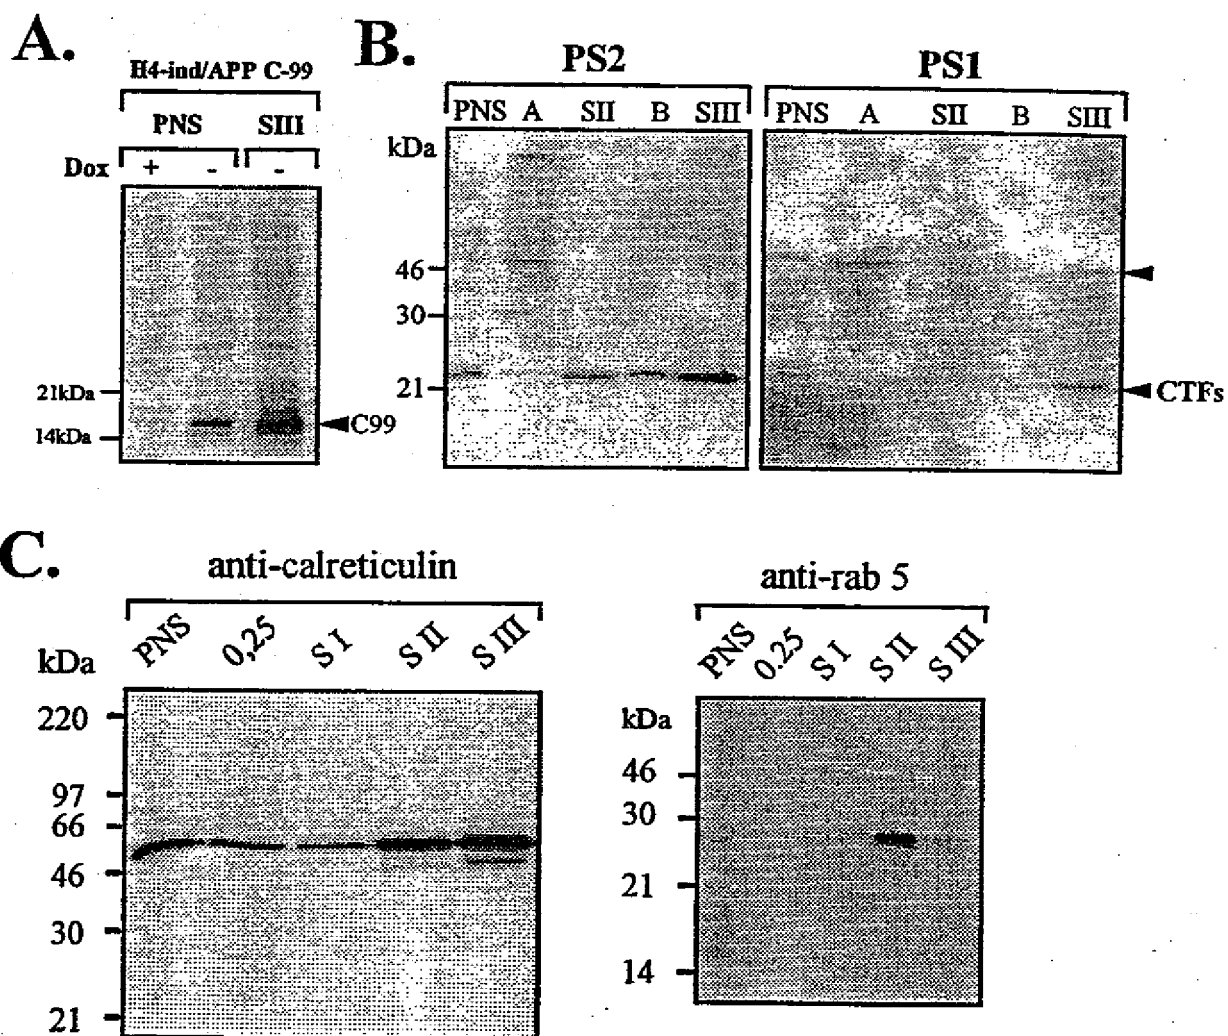 A.
H4-ind/APP C-99
PNS SIII
Dox + - -
21kDa
14kDa
C99
B.
PS2 PS1
PNS A SII B SIII PNS A SII B SIII
kDa
46
30
21
CTFs
C.
anti-calreticulin
PNS 0,25 S I S II S III
kDa
220
97
66
46
30
21
anti-rab 5
PNS 0.25 S I S II S III
kDa
46
30
21
14